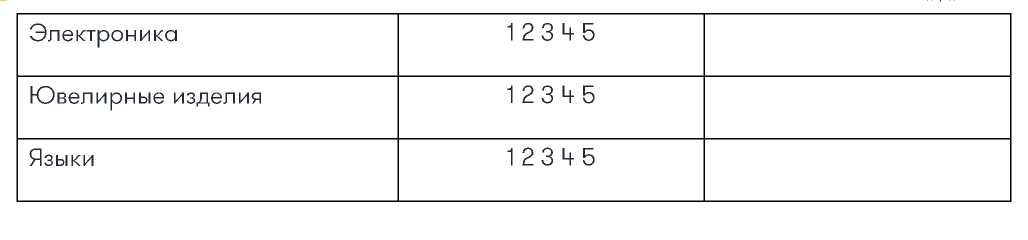 Электроника 1 2 3 4 5
Ювелирные изделия 1 2 3 4 5
Языки 1 2 3 4 5